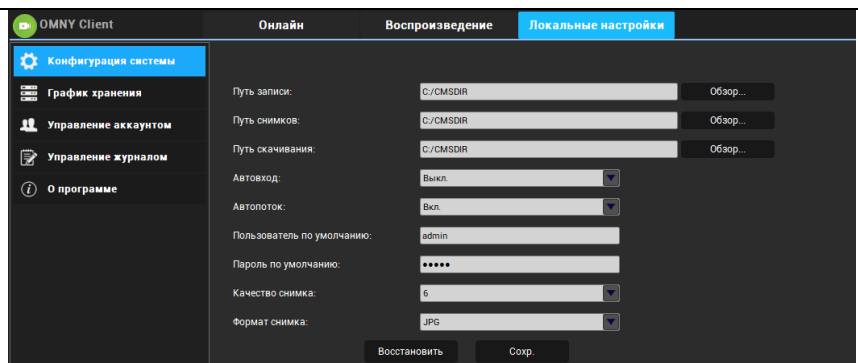 OMNY Client Онлайн Воспроизведение Локальные настройки
Конфигурация системы
График хранения
Управление аккаунтом
Управление журналом
О программе
Путь записи: C:/CMSDIR Обзор...
Путь снимков: C:/CMSDIR Обзор...
Путь скачивания: C:/CMSDIR Обзор...
Автовход: Выкл.
Автопоток: Вкл.
Пользователь по умолчанию: admin
Пароль по умолчанию: •••••
Качество снимка: 6
Формат снимка: JPG
Восстановить Сохр.